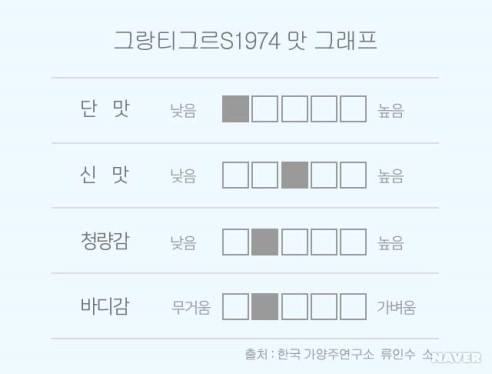 그랑티그르S1974 맛 그래프
단 맛 낮음 높음
신 맛 낮음 높음
청량감 낮음 높음
바디감 무거움 가벼움
출처 : 한국 가양주연구소 류인수 소
NAVER